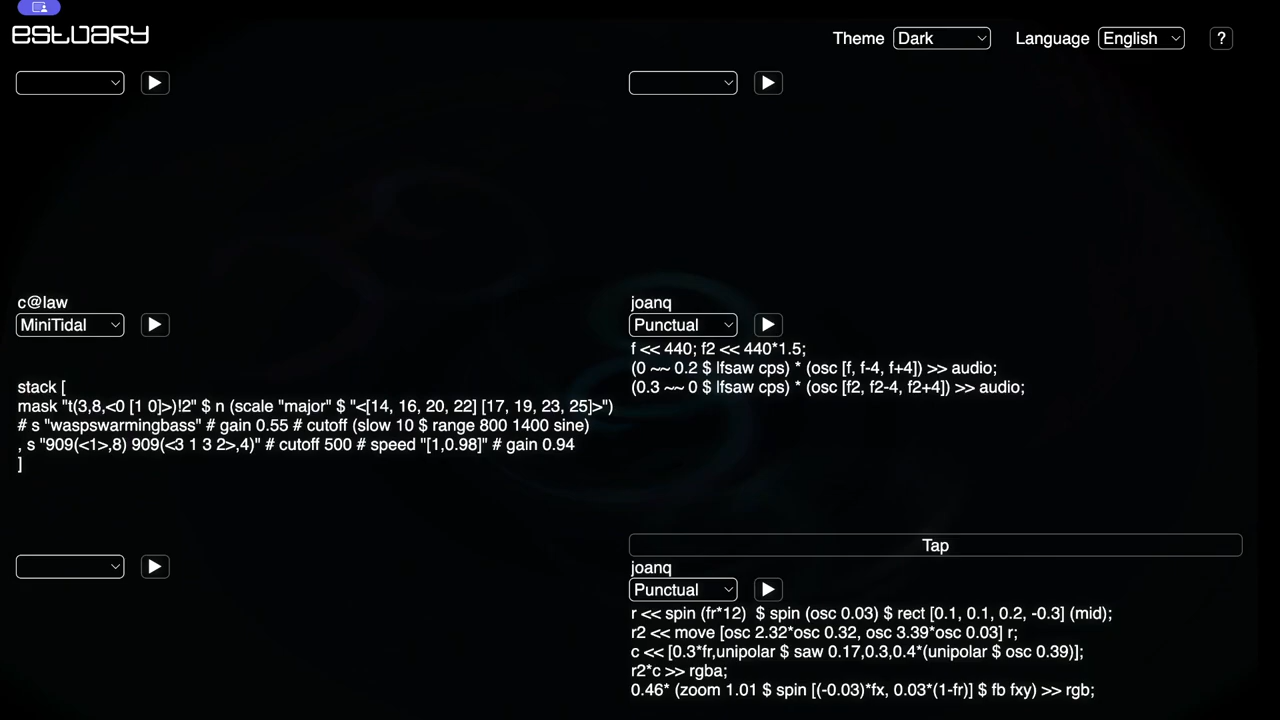 estuary
Theme Dark Language English ?
c@law
MiniTidal
stack [
mask "t(3,8,<0 [1 0]>)!2" $ n (scale "major" $ "<[14, 16, 20, 22] [17, 19, 23, 25]>")
# s "waspswarmingbass" # gain 0.55 # cutoff (slow 10 $ range 800 1400 sine)
, s "909(<1>,8) 909(<3 1 3 2>,4)" # cutoff 500 # speed "[1,0.98]" # gain 0.94
]
joanq
Punctual
f << 440; f2 << 440*1.5;
(0 ~~ 0.2 $ lfsaw cps) * (osc [f, f-4, f+4]) >> audio;
(0.3 ~~ 0 $ lfsaw cps) * (osc [f2, f2-4, f2+4]) >> audio;
Tap
joanq
Punctual
r << spin (fr*12)  $ spin (osc 0.03) $ rect [0.1, 0.1, 0.2, -0.3] (mid);
r2 << move [osc 2.32*osc 0.32, osc 3.39*osc 0.03] r;
c << [0.3*fr,unipolar $ saw 0.17,0.3,0.4*(unipolar $ osc 0.39)];
r2*c >> rgba;
0.46* (zoom 1.01 $ spin [(-0.03)*fx, 0.03*(1-fr)] $ fb fxy) >> rgb;